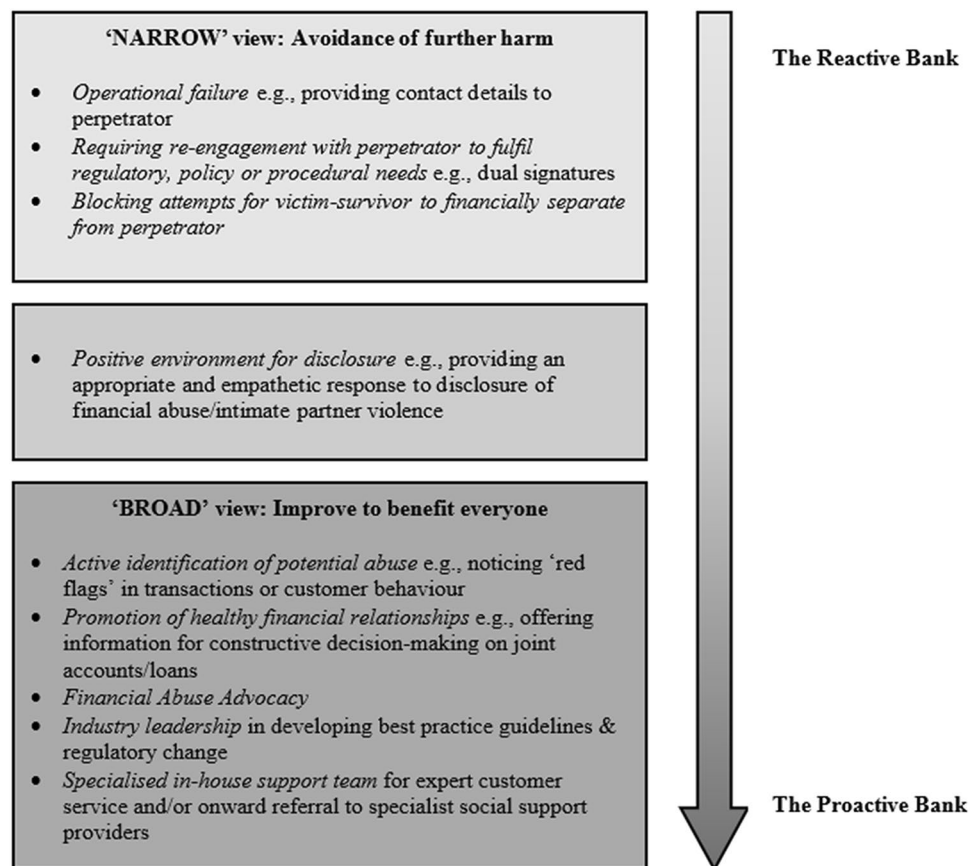 ‘NARROW’ view: Avoidance of further harm
The Reactive Bank
• Operational failure e.g., providing contact details to
perpetrator
• Requiring re-engagement with perpetrator to fulfil
regulatory, policy or procedural needs e.g., dual signatures
• Blocking attempts for victim-survivor to financially separate
from perpetrator
• Positive environment for disclosure e.g., providing an
appropriate and empathetic response to disclosure of
financial abuse/intimate partner violence
‘BROAD’ view: Improve to benefit everyone
• Active identification of potential abuse e.g., noticing ‘red
flags’ in transactions or customer behaviour
• Promotion of healthy financial relationships e.g., offering
information for constructive decision-making on joint
accounts/loans
• Financial Abuse Advocacy
• Industry leadership in developing best practice guidelines &
regulatory change
• Specialised in-house support team for expert customer
service and/or onward referral to specialist social support
providers
The Proactive Bank